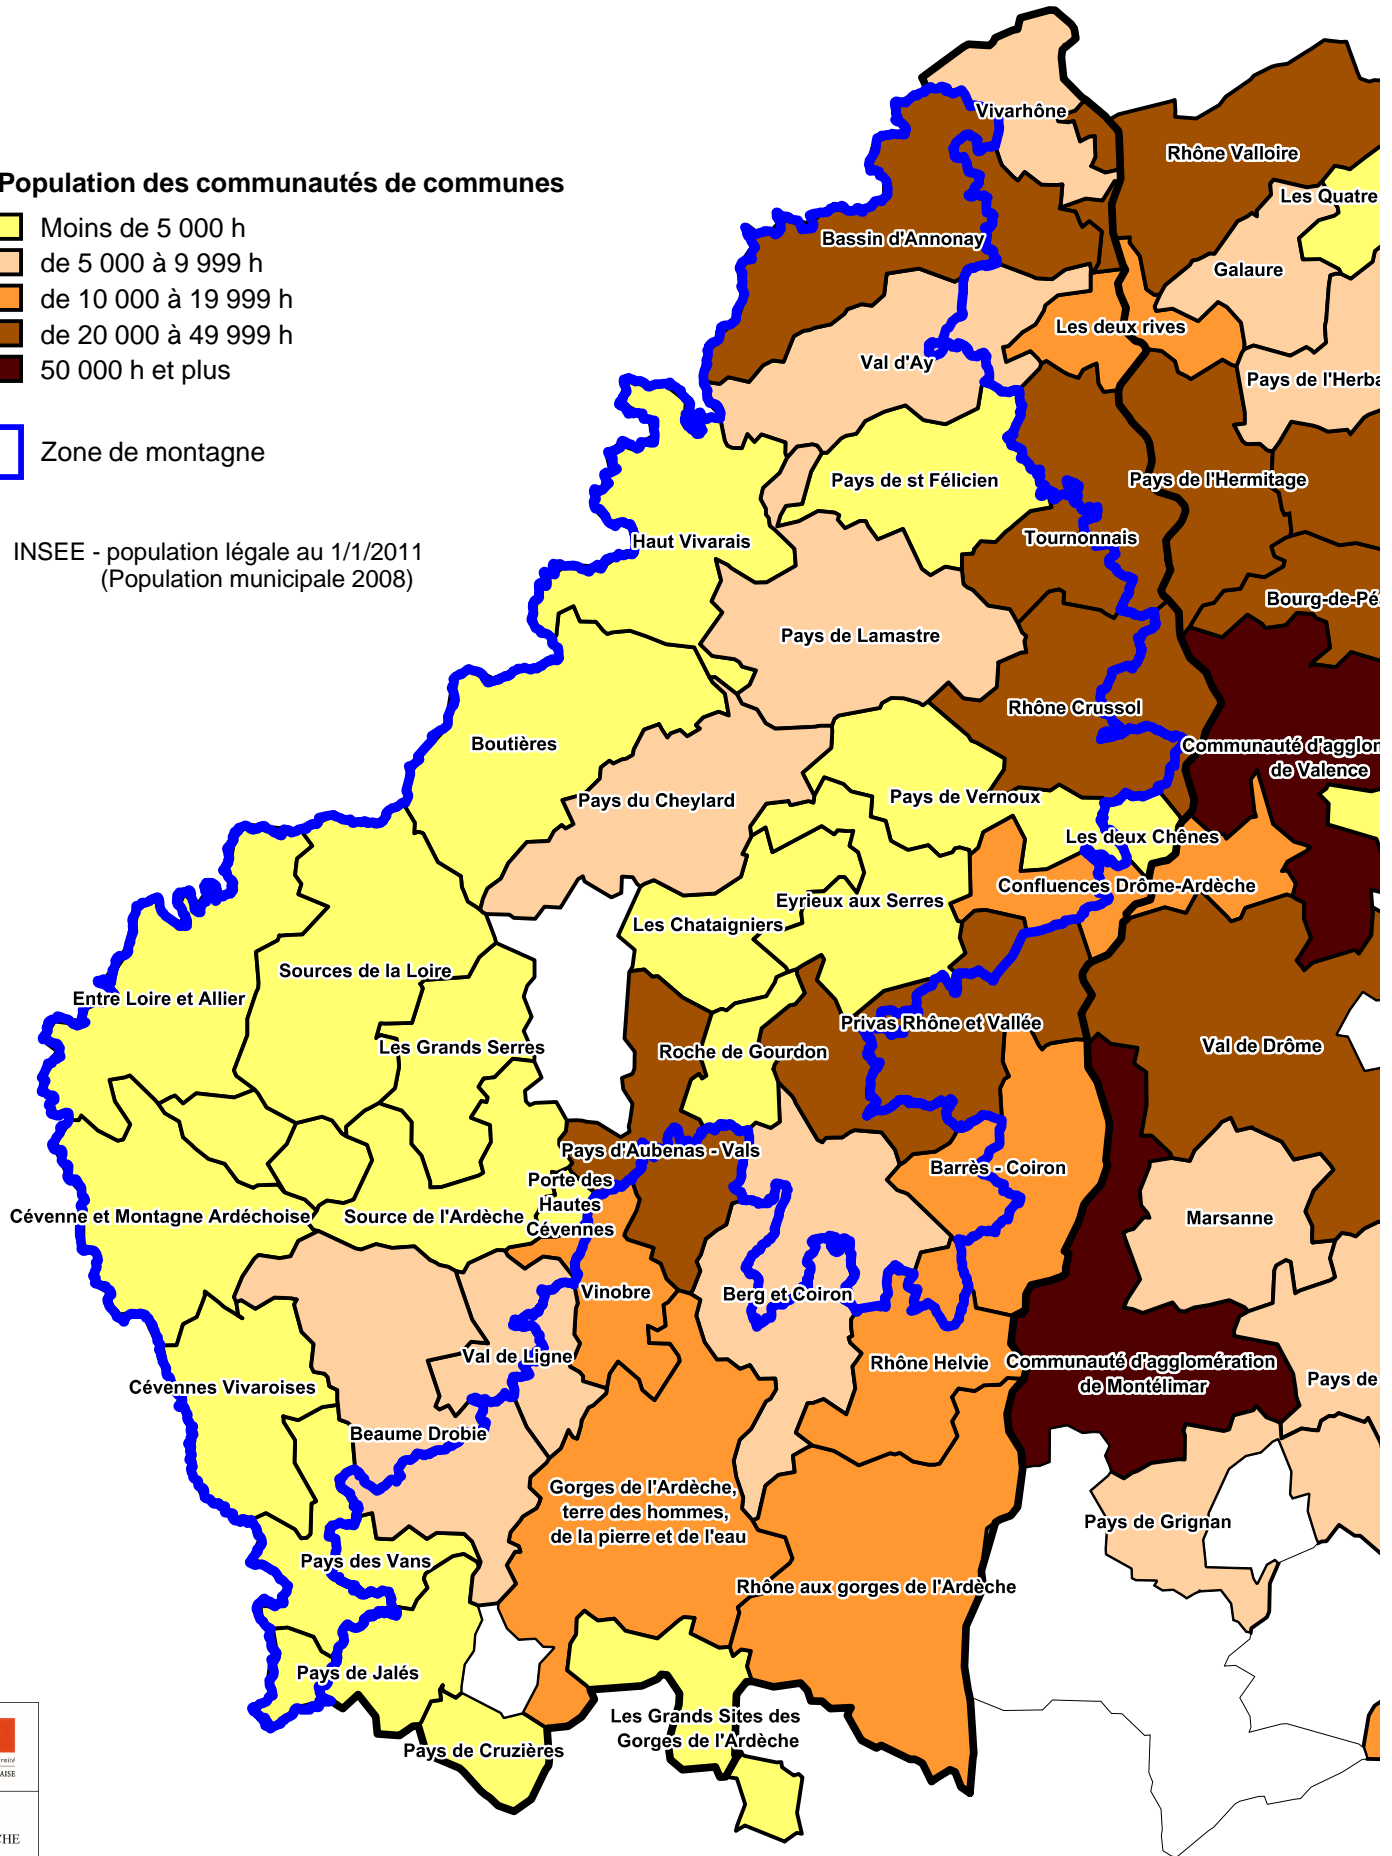 Population des communautés de communes
Moins de 5 000 h
de 5 000 à 9 999 h
de 10 000 à 19 999 h
de 20 000 à 49 999 h
50 000 h et plus
Zone de montagne
INSEE - population légale au 1/1/2011
(Population municipale 2008)
Vivarhône
Rhône Valloire
Les Quatre
Bassin d'Annonay
Galaure
Les deux rives
Val d'Ay
Pays de l'Herba
Pays de st Félicien
Pays de l'Hermitage
Haut Vivarais
Tournonnais
Bourg-de-Pé
Pays de Lamastre
Rhône Crussol
Boutières
Communauté d'agglom
de Valence
Pays du Cheylard
Pays de Vernoux
Les deux Chênes
Confluences Drôme-Ardèche
Eyrieux aux Serres
Les Chataigniers
Sources de la Loire
Entre Loire et Allier
Privas Rhône et Vallée
Les Grands Serres
Roche de Gourdon
Val de Drôme
Pays d'Aubenas - Vals
Barrès - Coiron
Porte des
Hautes
Cévennes
Cévenne et Montagne Ardéchoise
Source de l'Ardèche
Marsanne
Vinobre
Berg et Coiron
Val de Ligne
Rhône Helvie
Communauté d'agglomération
de Montélimar
Cévennes Vivaroises
Pays de
Beaume Drobie
Gorges de l'Ardèche,
terre des hommes,
de la pierre et de l'eau
Pays de Grignan
Pays des Vans
Rhône aux gorges de l'Ardèche
Pays de Jalés
Les Grands Sites des
Gorges de l'Ardèche
Pays de Cruzières
ernité
AISE
CHE